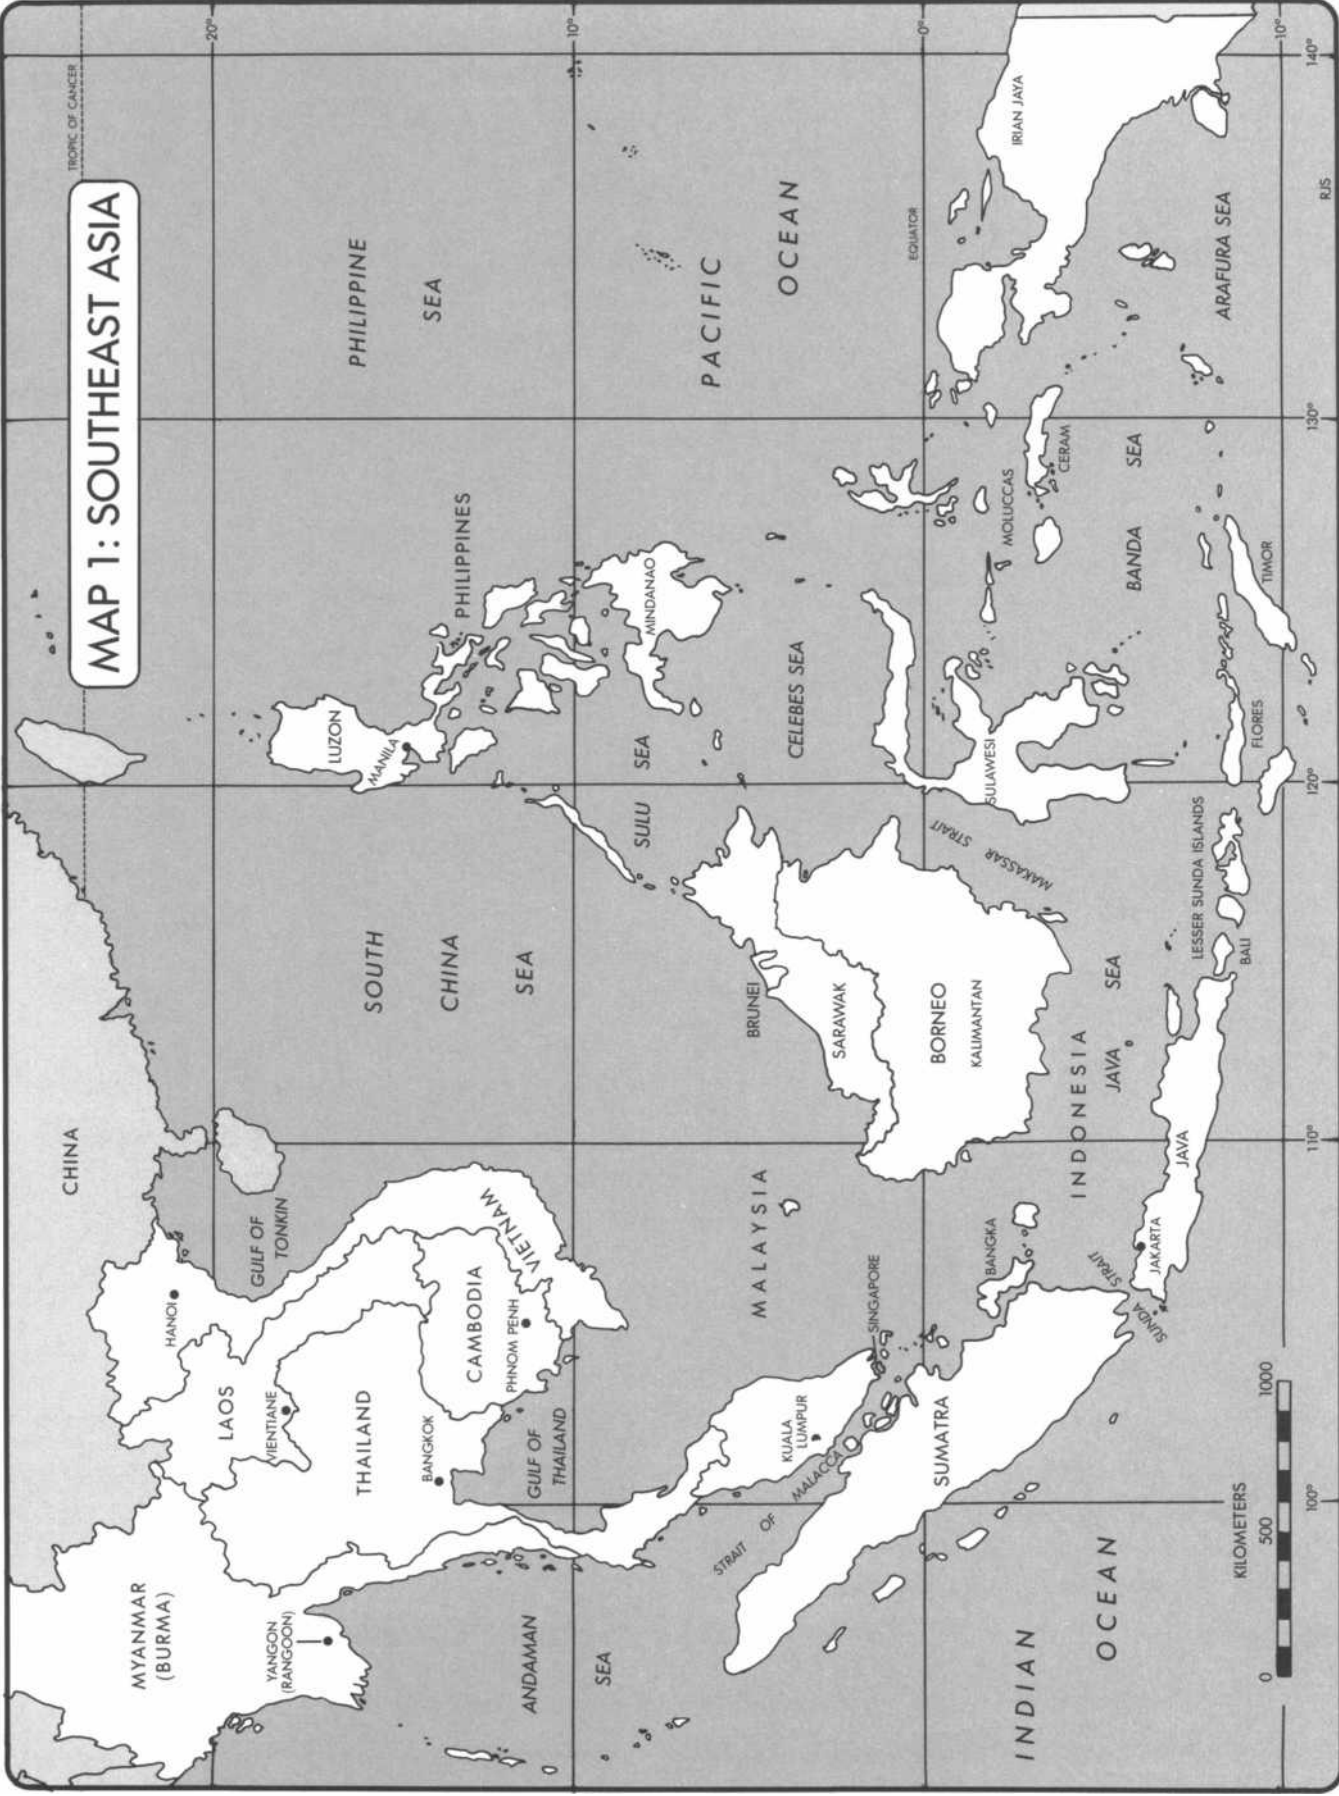 MAP 1: SOUTHEAST ASIA
TROPIC OF CANCER
20°
10°
0°
10°
CHINA
MYANMAR
(BURMA)
YANGON
(RANGOON)
HANOI
GULF OF
TONKIN
LAOS
VIENTIANE
THAILAND
BANGKOK
CAMBODIA
PHNOM PENH
VIETNAM
GULF OF
THAILAND
ANDAMAN
SEA
SOUTH
CHINA
SEA
LUZON
MANILA
PHILIPPINES
PHILIPPINE
SEA
MINDANAO
SULU SEA
CELEBES SEA
PACIFIC
OCEAN
EQUATOR
MALAYSIA
KUALA
LUMPUR
STRAIT OF MALACCA
SINGAPORE
BRUNEI
SARAWAK
BORNEO
KALIMANTAN
MAKASSAR STRAIT
SULAWESI
MOLUCCAS
CERAM
IRIAN JAYA
SUMATRA
BANGKA
INDONESIA
JAVA SEA
BANDA SEA
ARAFURA SEA
SUNDA STRAIT
JAKARTA
JAVA
BALI
LESSER SUNDA ISLANDS
FLORES
TIMOR
INDIAN
OCEAN
KILOMETERS
0 500 1000
100°
110°
120°
130°
140°
RJS